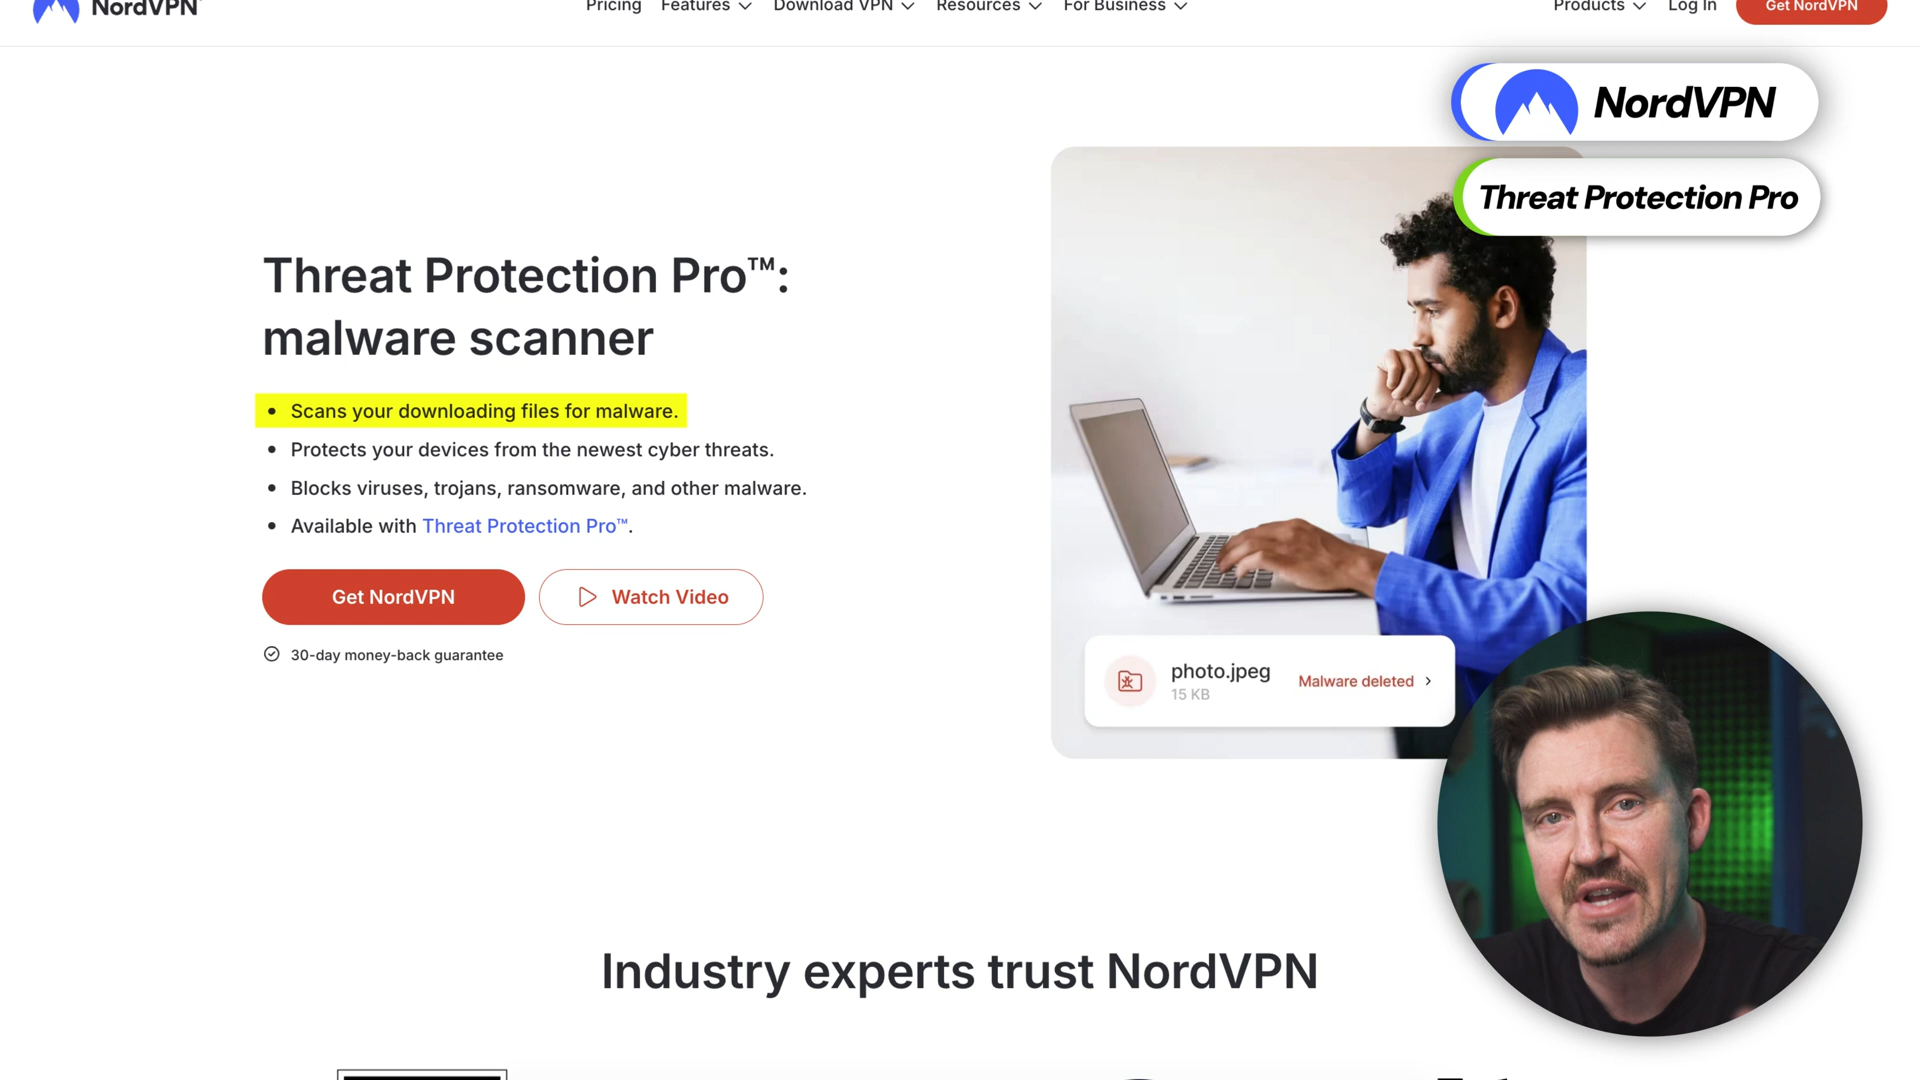 NordVPN
Pricing
Features
Download VPN
Resources
For Business
Products
Log In
Get NordVPN
NordVPN
Threat Protection Pro
Threat Protection Pro™:
malware scanner
• Scans your downloading files for malware.
• Protects your devices from the newest cyber threats.
• Blocks viruses, trojans, ransomware, and other malware.
• Available with Threat Protection Pro™.
Get NordVPN
Watch Video
30-day money-back guarantee
photo.jpeg
15 KB
Malware deleted
Industry experts trust NordVPN